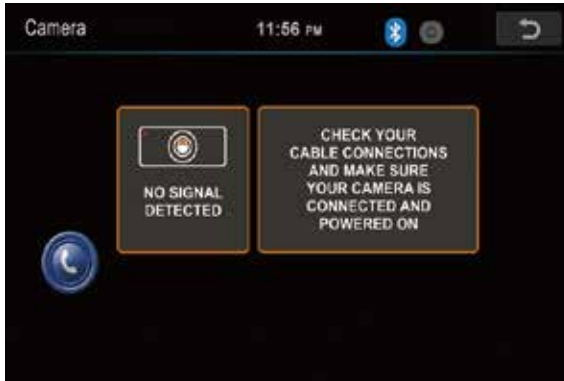 Camera
11:56 PM
NO SIGNAL
DETECTED
CHECK YOUR
CABLE CONNECTIONS
AND MAKE SURE
YOUR CAMERA IS
CONNECTED AND
POWERED ON